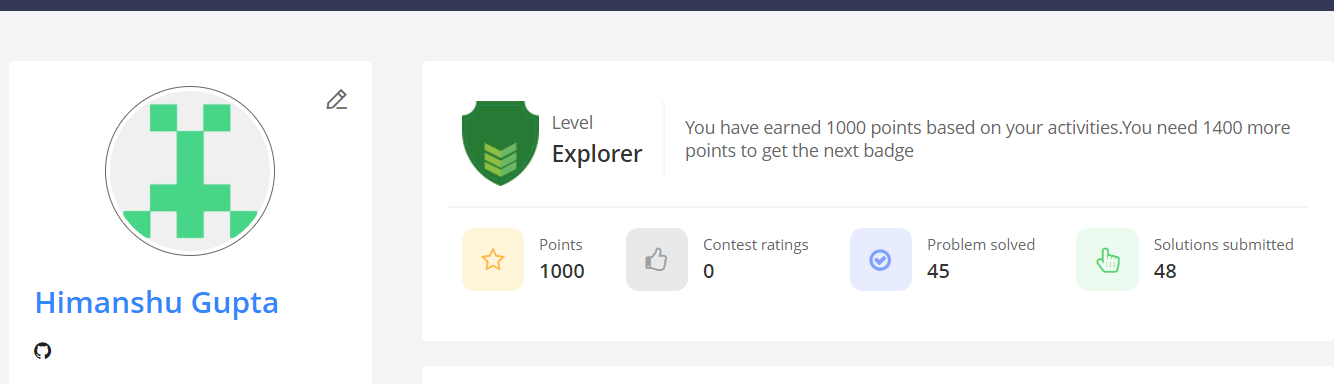 Himanshu Gupta
Level
Explorer
You have earned 1000 points based on your activities.You need 1400 more
points to get the next badge
Points
1000
Contest ratings
0
Problem solved
45
Solutions submitted
48